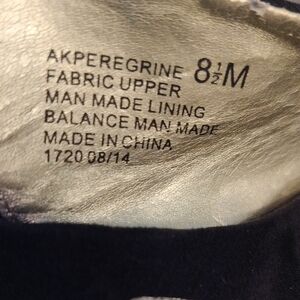 AKPEREGRINE 8½M
FABRIC UPPER
MAN MADE LINING
BALANCE MAN MADE
MADE IN CHINA
1720 08/14